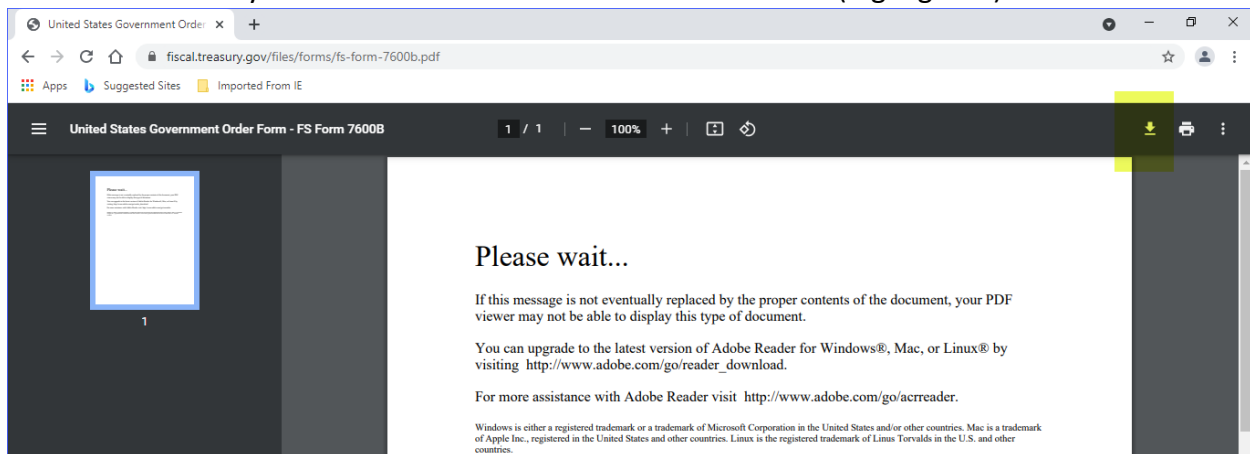 United States Government Order
fiscal.treasury.gov/files/forms/fs-form-7600b.pdf
Apps Suggested Sites Imported From IE
United States Government Order Form - FS Form 7600B 1 / 1 100%
1
Please wait...
If this message is not eventually replaced by the proper contents of the document, your PDF
viewer may not be able to display this type of document.
You can upgrade to the latest version of Adobe Reader for Windows®, Mac, or Linux® by
visiting http://www.adobe.com/go/reader_download.
For more assistance with Adobe Reader visit http://www.adobe.com/go/acrreader.
Windows is either a registered trademark or a trademark of Microsoft Corporation in the United States and/or other countries. Mac is a trademark
of Apple Inc., registered in the United States and other countries. Linux is the registered trademark of Linus Torvalds in the U.S. and other
countries.